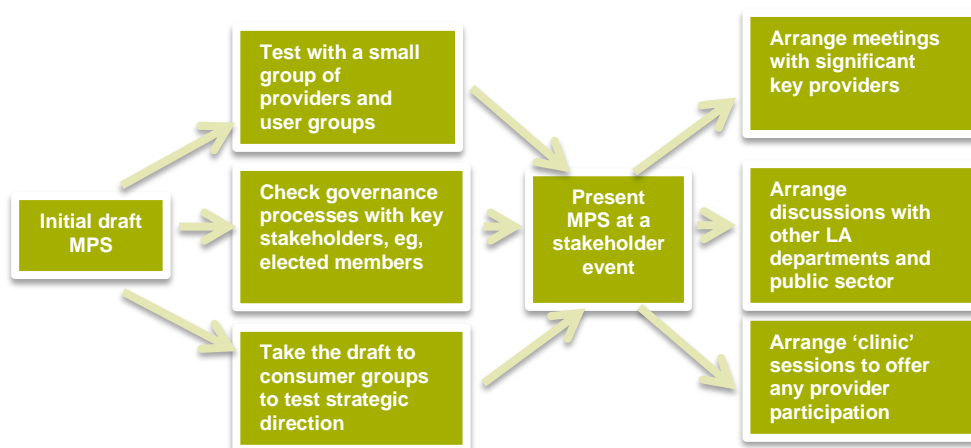 Initial draft
MPS
Test with a small
group of
providers and
user groups
Check governance
processes with key
stakeholders, eg,
elected members
Take the draft to
consumer groups
to test strategic
direction
Present
MPS at a
stakeholder
event
Arrange meetings
with significant
key providers
Arrange
discussions with
other LA
departments and
public sector
Arrange ‘clinic’
sessions to offer
any provider
participation